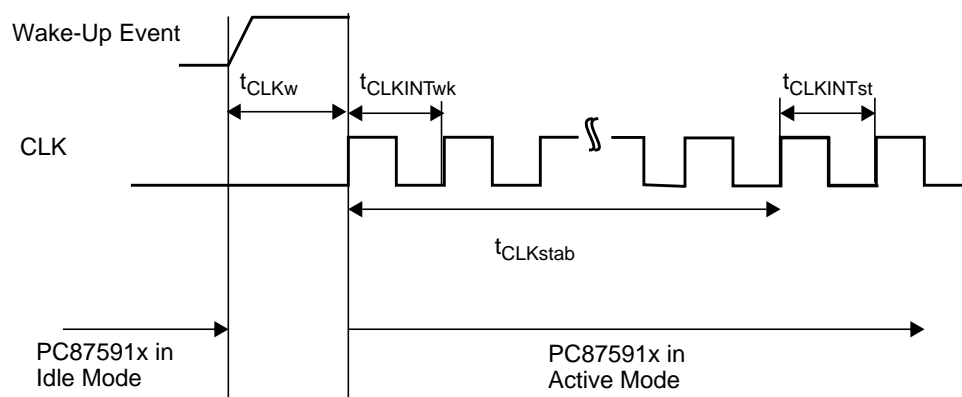 Wake-Up Event
tCLKw
tCLKINTwk
tCLKINTst
CLK
tCLKstab
PC87591x in
Idle Mode
PC87591x in
Active Mode